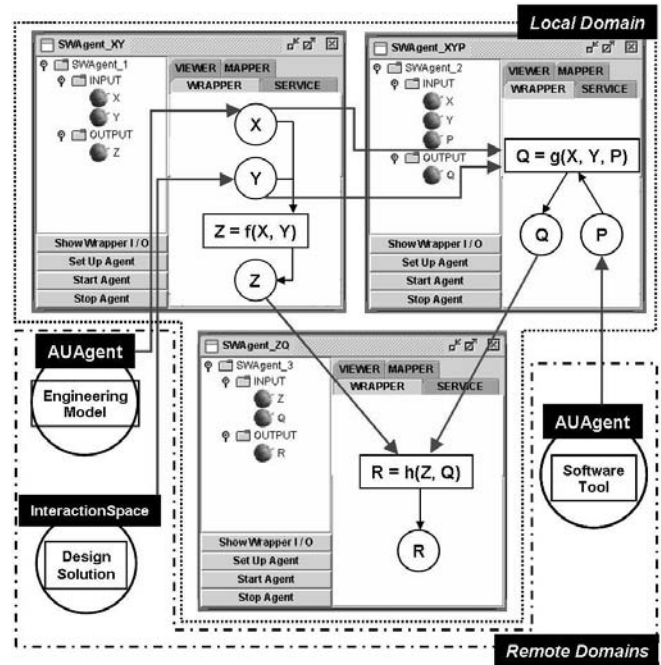 Local Domain
SWAgent_XY
SWAgent_1
INPUT
X
Y
OUTPUT
Z
VIEWER MAPPER
WRAPPER SERVICE
X
Y
Z = f(X, Y)
Z
Show Wrapper I / O
Set Up Agent
Start Agent
Stop Agent
SWAgent_XYP
SWAgent_2
INPUT
X
Y
P
OUTPUT
Q
VIEWER MAPPER
WRAPPER SERVICE
Q = g(X, Y, P)
Q P
Show Wrapper I / O
Set Up Agent
Start Agent
Stop Agent
AUAgent
Engineering
Model
InteractionSpace
Design
Solution
SWAgent_ZQ
SWAgent_3
INPUT
Z
Q
OUTPUT
R
VIEWER MAPPER
WRAPPER SERVICE
R = h(Z, Q)
R
Show Wrapper I / O
Set Up Agent
Start Agent
Stop Agent
AUAgent
Software
Tool
Remote Domains